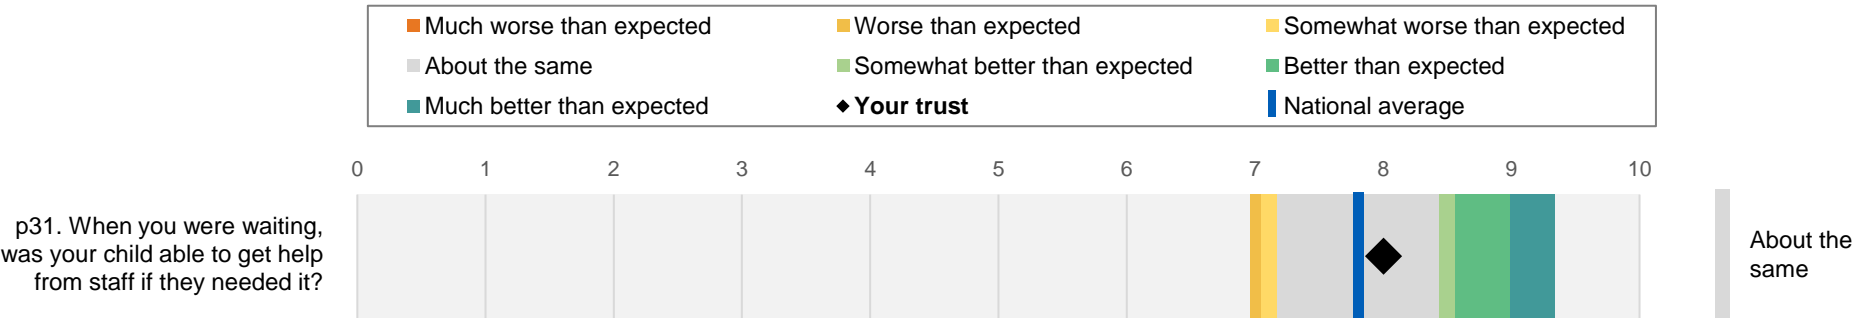 Much worse than expected Worse than expected Somewhat worse than expected
About the same Somewhat better than expected Better than expected
Much better than expected Your trust National average
0 1 2 3 4 5 6 7 8 9 10
p31. When you were waiting,
was your child able to get help
from staff if they needed it?
About the
same